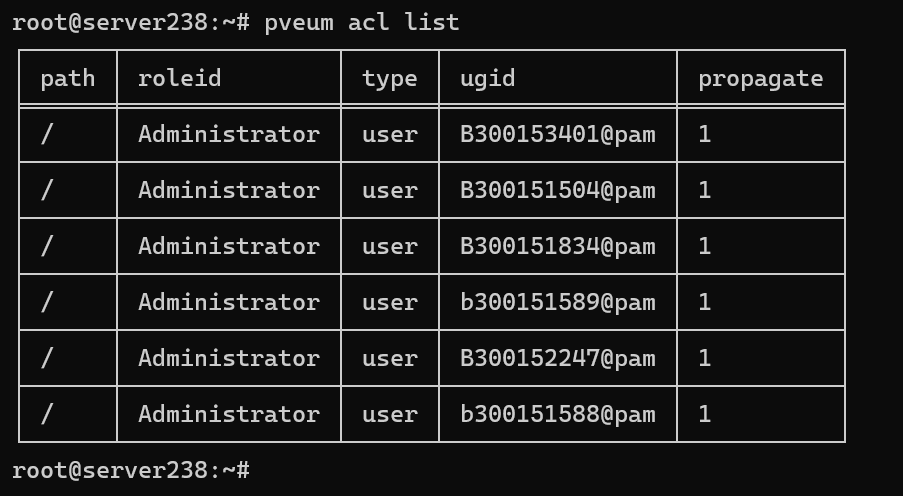 root@server238:~# pveum acl list
path roleid type ugid propagate
/ Administrator user B300153401@pam 1
/ Administrator user B300151504@pam 1
/ Administrator user B300151834@pam 1
/ Administrator user b300151589@pam 1
/ Administrator user B300152247@pam 1
/ Administrator user b300151588@pam 1
root@server238:~#